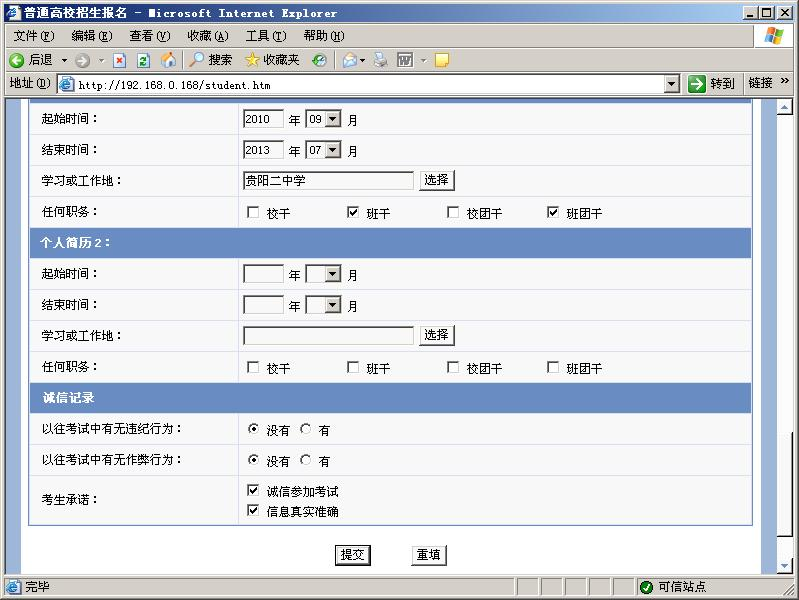 普通高校招生报名 - Microsoft Internet Explorer
文件(F) 编辑(E) 查看(V) 收藏(A) 工具(T) 帮助(H)
后退 搜索 收藏夹
地址(D) http://192.168.0.168/student.htm 转到 链接 »
起始时间： 2010 年 09 月
结束时间： 2013 年 07 月
学习或工作地： 贵阳二中学 选择
任何职务： 校干 班干 校团干 班团干
个人简历2：
起始时间： 年 月
结束时间： 年 月
学习或工作地： 选择
任何职务： 校干 班干 校团干 班团干
诚信记录
以往考试中有无违纪行为： 没有 有
以往考试中有无作弊行为： 没有 有
考生承诺： 诚信参加考试
信息真实准确
提交 重填
完毕 可信站点